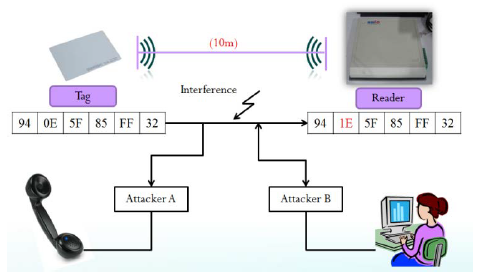 (10m)
Tag
Interference
Reader
94 0E 5F 85 FF 32
94 1E 5F 85 FF 32
Attacker A
Attacker B